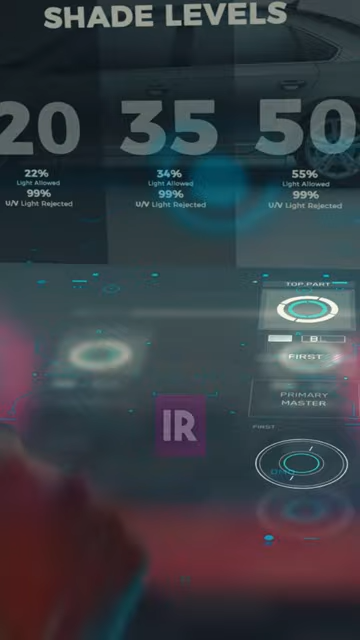 SHADE LEVELS
20 35 50
22% 34% 55%
Light Allowed Light Allowed Light Allowed
99% 99% 99%
U/V Light Rejected U/V Light Rejected U/V Light Rejected
TOP.PART
B
FIRST
PRIMARY
MASTER
IR
FIRST